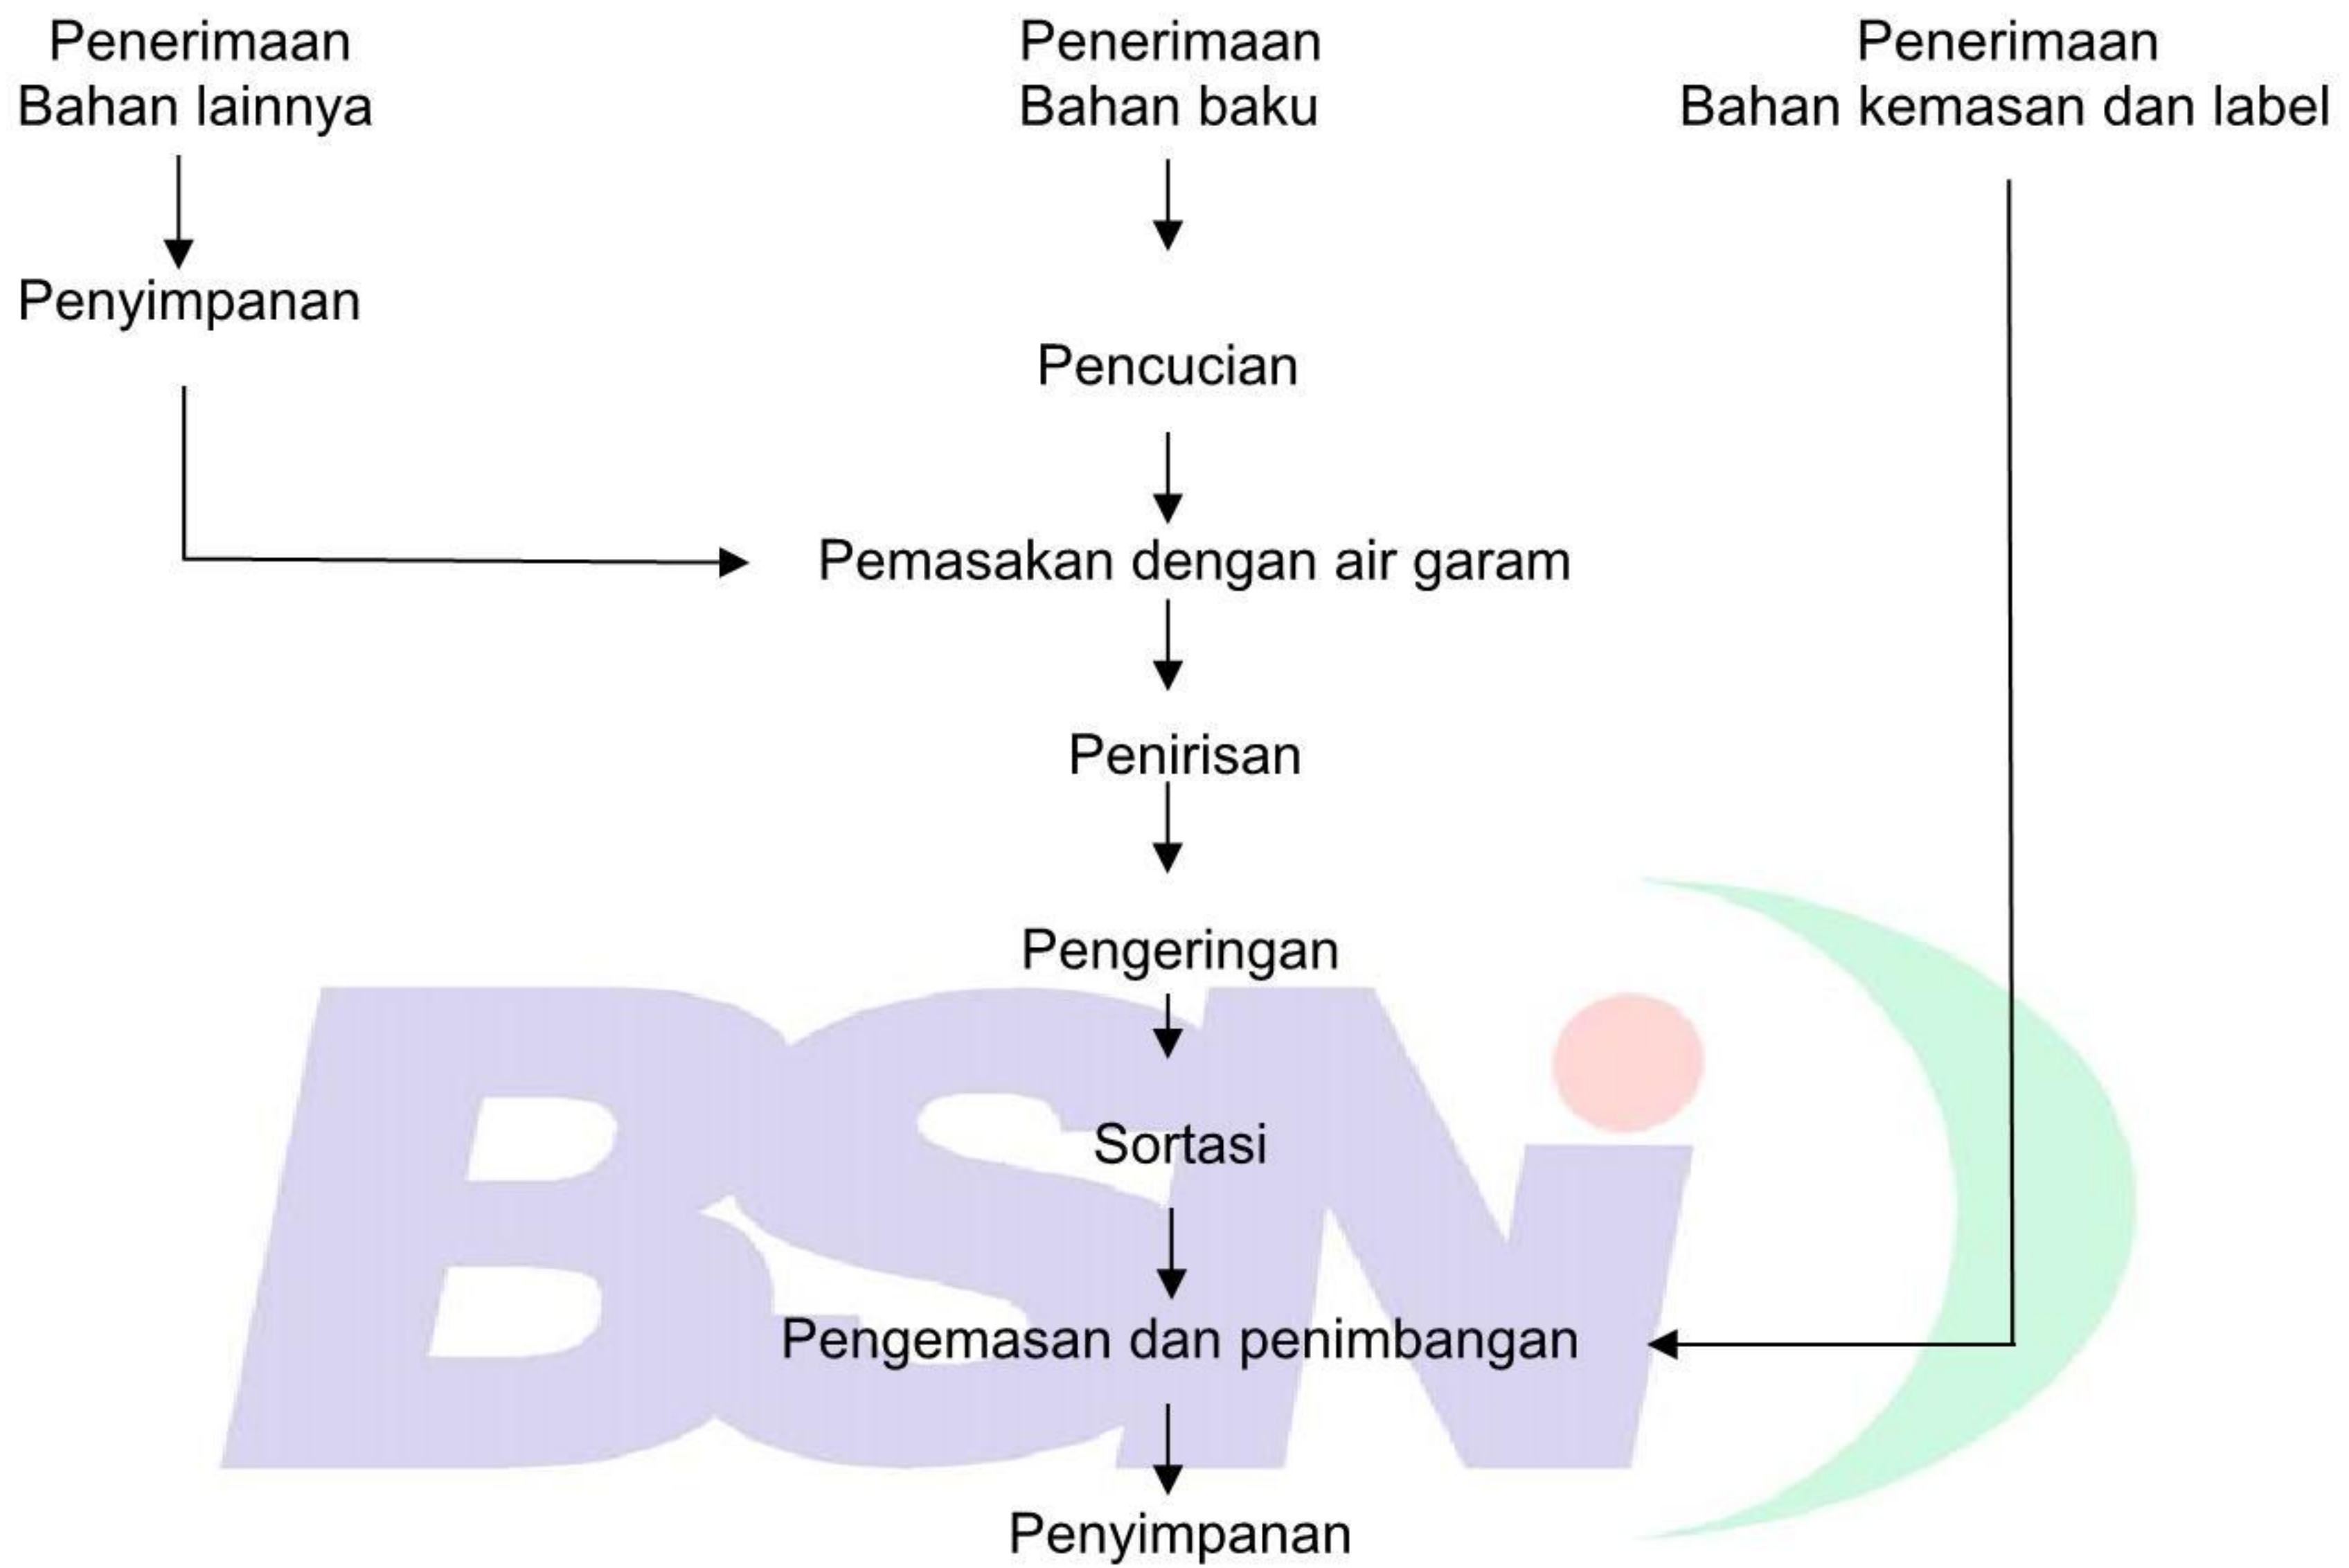 Penerimaan
Bahan lainnya
Penerimaan
Bahan baku
Penerimaan
Bahan kemasan dan label
Penyimpanan
Pencucian
Pemasakan dengan air garam
Penirisan
Pengeringan
Sortasi
Pengemasan dan penimbangan
Penyimpanan
BSNi